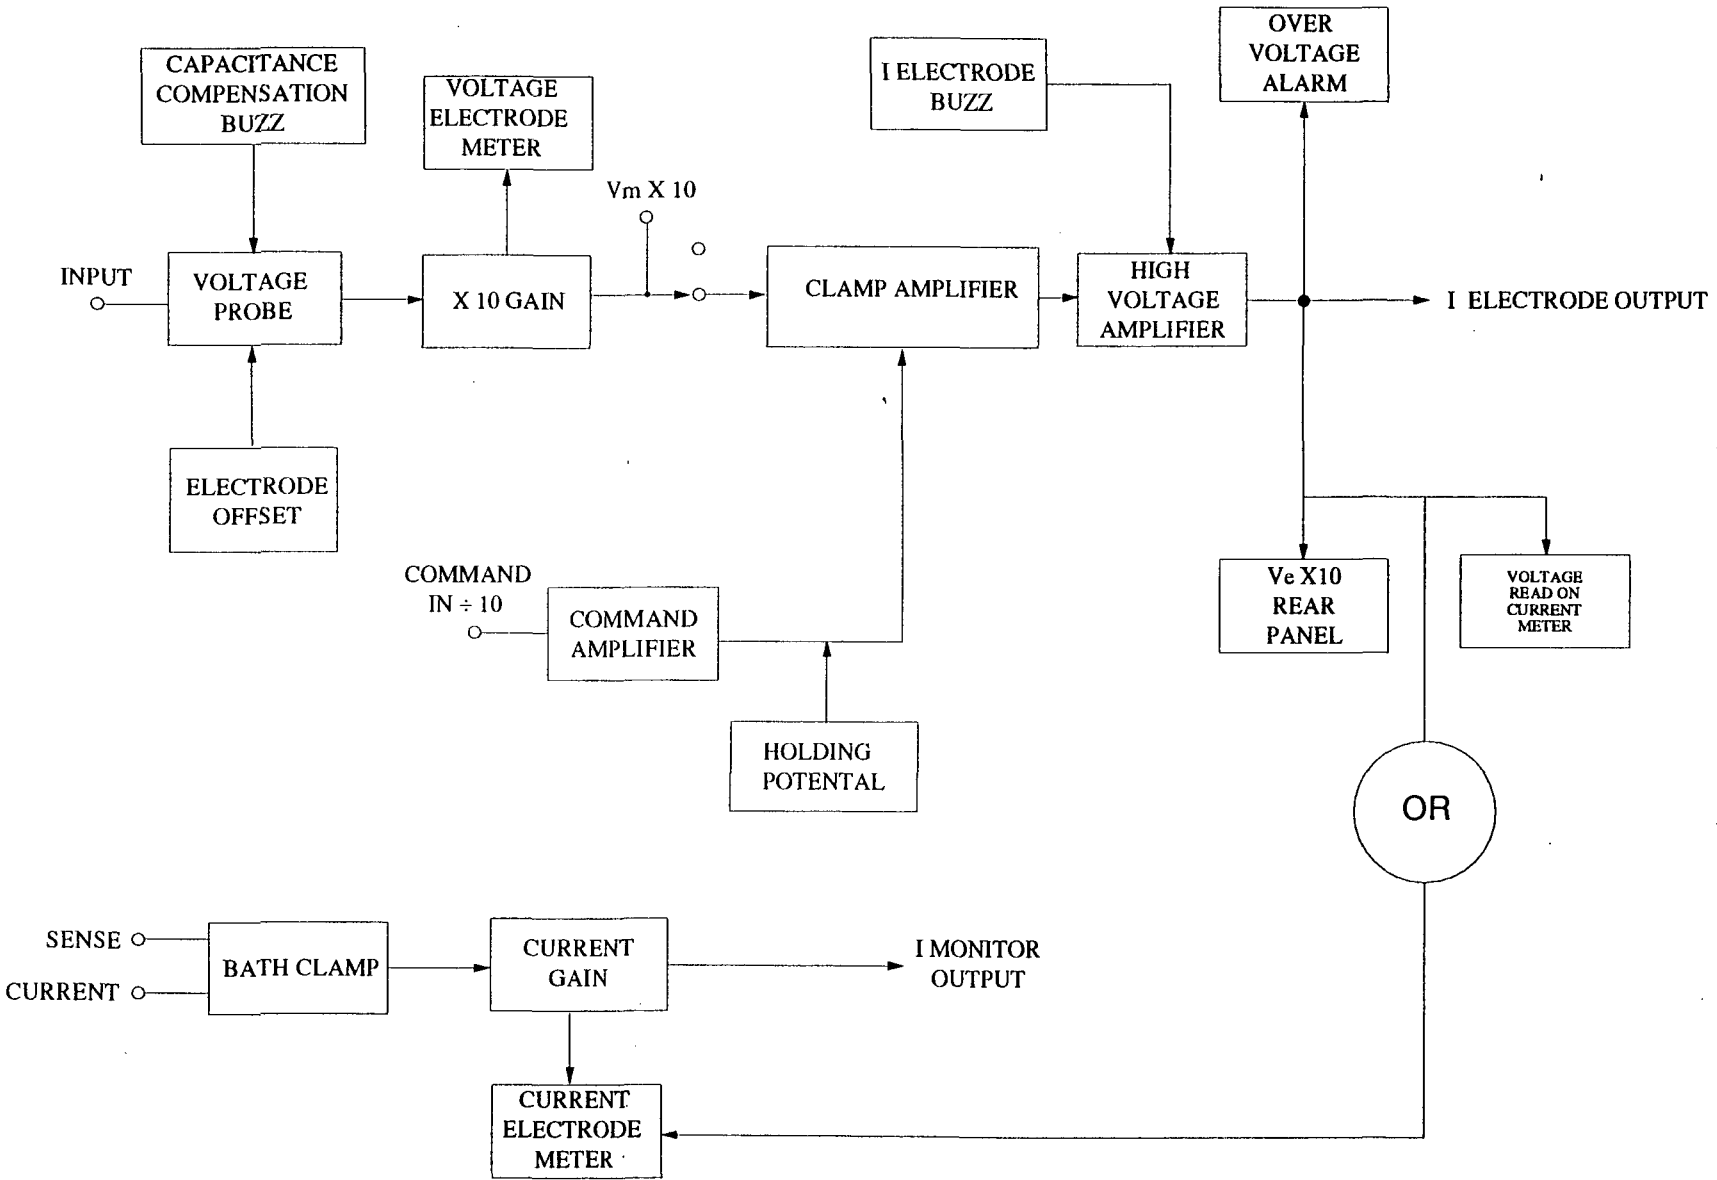 CAPACITANCE
COMPENSATION
BUZZ
VOLTAGE
ELECTRODE
METER
I ELECTRODE
BUZZ
OVER
VOLTAGE
ALARM
Vm X 10
INPUT
VOLTAGE
PROBE
X 10 GAIN
CLAMP AMPLIFIER
HIGH
VOLTAGE
AMPLIFIER
I ELECTRODE OUTPUT
ELECTRODE
OFFSET
COMMAND
IN ÷ 10
COMMAND
AMPLIFIER
Ve X10
REAR
PANEL
VOLTAGE
READ ON
CURRENT
METER
HOLDING
POTENTAL
OR
SENSE
CURRENT
BATH CLAMP
CURRENT
GAIN
I MONITOR
OUTPUT
CURRENT
ELECTRODE
METER